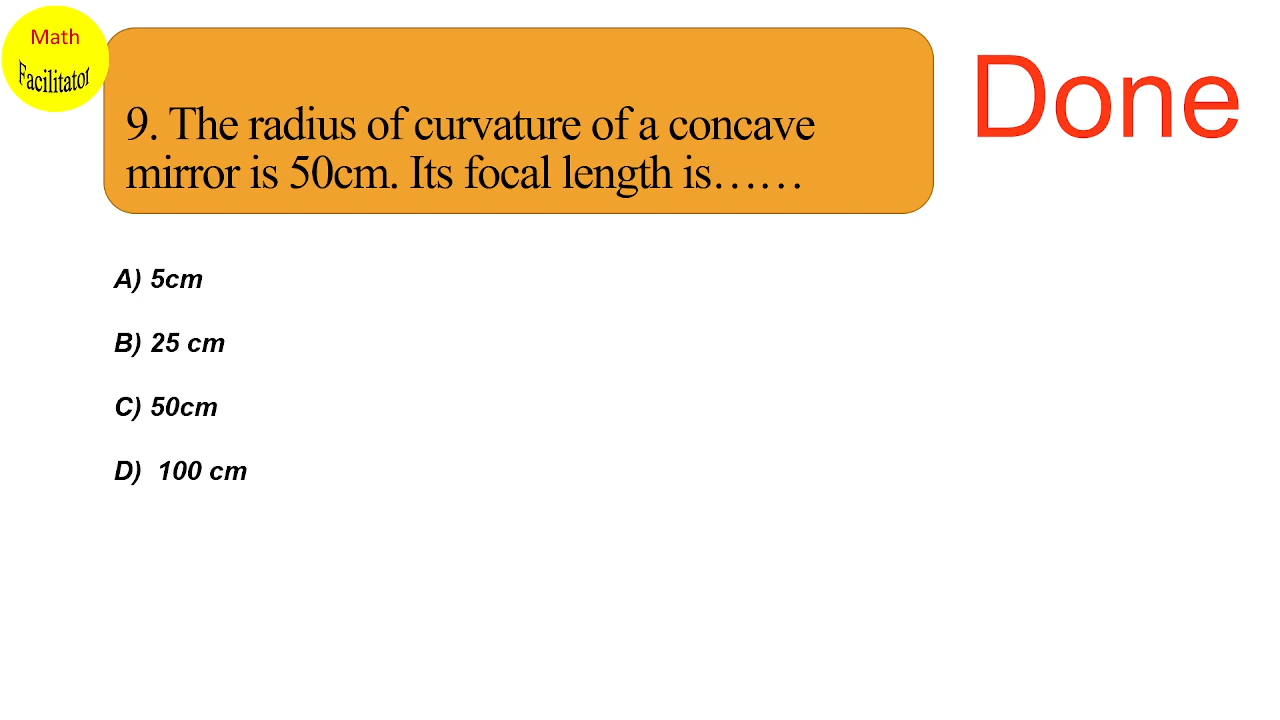 Math
Facilitator
9. The radius of curvature of a concave
mirror is 50cm. Its focal length is……
Done
A) 5cm
B) 25 cm
C) 50cm
D)  100 cm